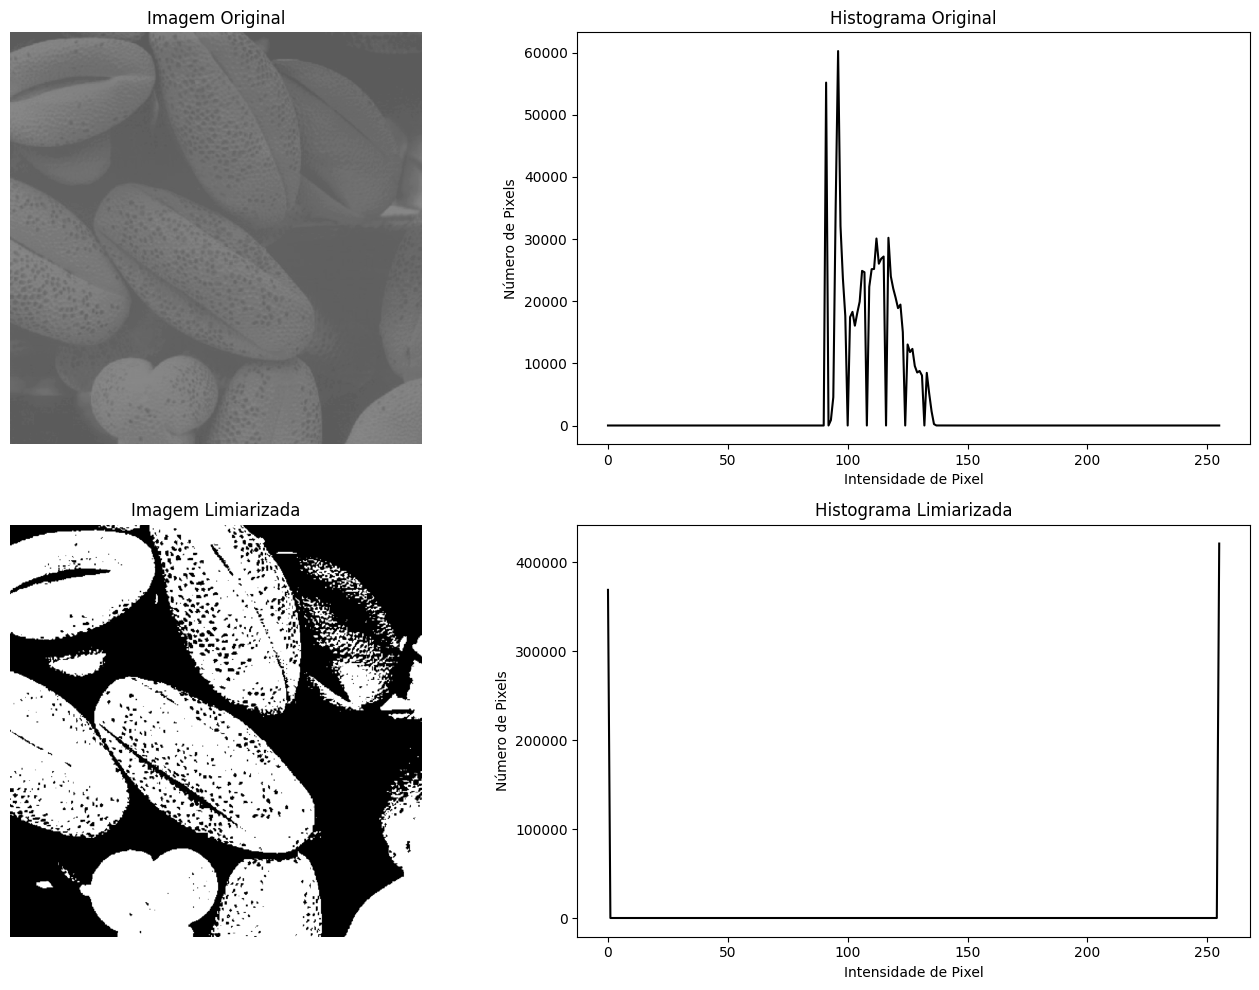 Imagem Original
Histograma Original
60000
50000
40000
30000
20000
10000
0
Número de Pixels
0 50 100 150 200 250
Intensidade de Pixel
Imagem Limiarizada
Histograma Limiarizada
400000
300000
200000
100000
0
Número de Pixels
0 50 100 150 200 250
Intensidade de Pixel